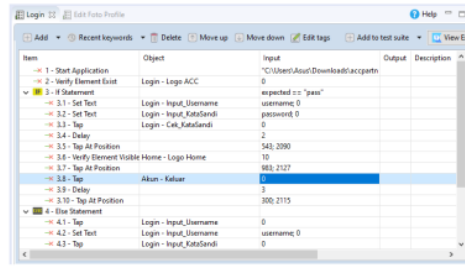 Login Edit Foto Profile Help
Add Recent keywords Delete Move up Move down Edit tags Add to test suite View E
Item Object Input Output Description
1 - Start Application "C:\Users\Asus\Downloads\accpartn
2 - Verify Element Exist Login - Logo ACC 0
3 - If Statement expected == "pass"
3.1 - Set Text Login - Input_Username username; 0
3.2 - Set Text Login - Input_KataSandi password; 0
3.3 - Tap Login - Cek_KataSandi 0
3.4 - Delay 2
3.5 - Tap At Position 543; 2090
3.6 - Verify Element Visible Home - Logo Home 10
3.7 - Tap At Position 983; 2127
3.8 - Tap Akun - Keluar 0
3.9 - Delay 3
3.10 - Tap At Position 300; 2115
4 - Else Statement
4.1 - Tap Login - Input_Username 0
4.2 - Set Text Login - Input_Username username; 0
4.3 - Tap Login - Input_KataSandi 0